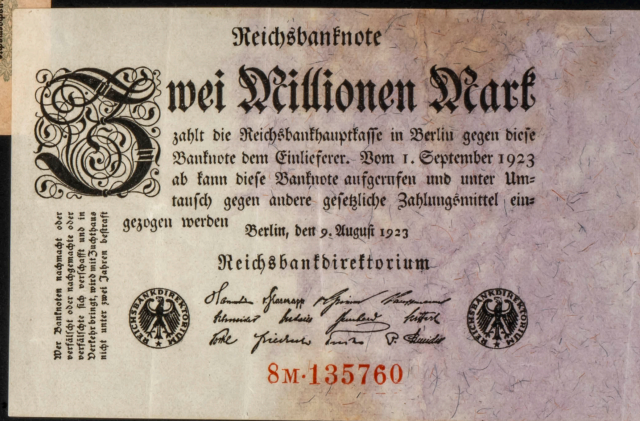 Reichsbanknote
Zwei Millionen Mark
zahlt die Reichsbankhauptkasse in Berlin gegen diese
Banknote dem Einlieferer. Vom 1. September 1923
ab kann diese Banknote aufgerufen und unter Um-
tausch gegen andere gesetzliche Zahlungsmittel ein-
gezogen werden
Berlin, den 9. August 1923
Reichsbankdirektorium
Wer Banknoten nachmacht oder
verfälscht oder nachgemachte oder
verfälschte sich verschafft und in
Verkehr bringt, wird mit Zuchthaus
nicht unter zwei Jahren bestraft
REICHSBANKDIREKTORIUM
REICHSBANKDIREKTORIUM
8M·135760